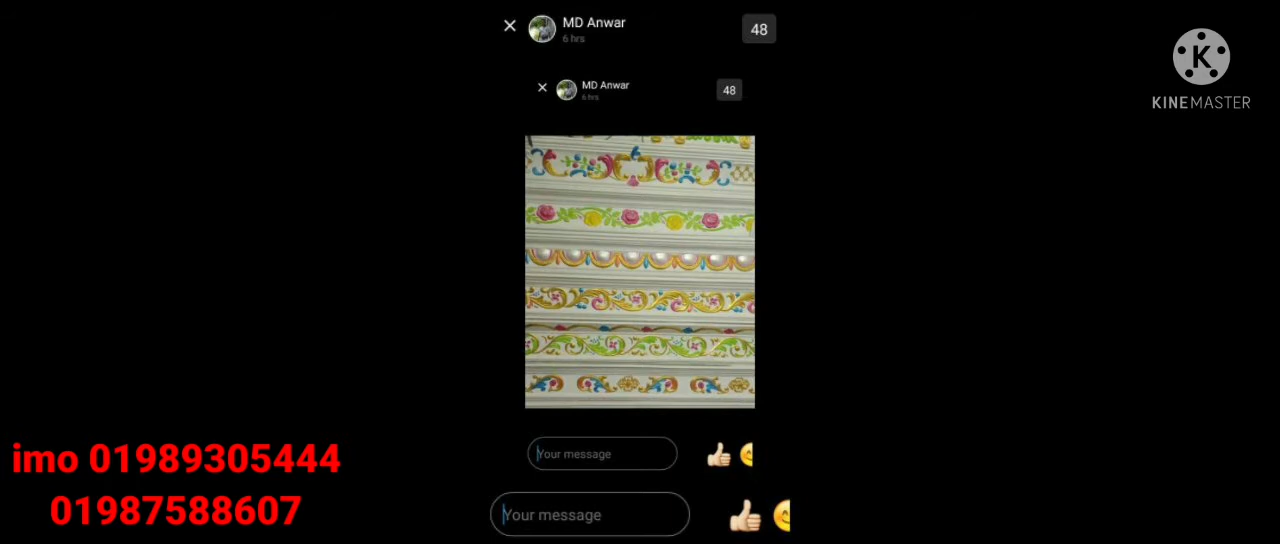 MD Anwar
6 hrs
48
MD Anwar
6 hrs
48
K
KINEMASTER
Your message
Your message
imo 01989305444
01987588607